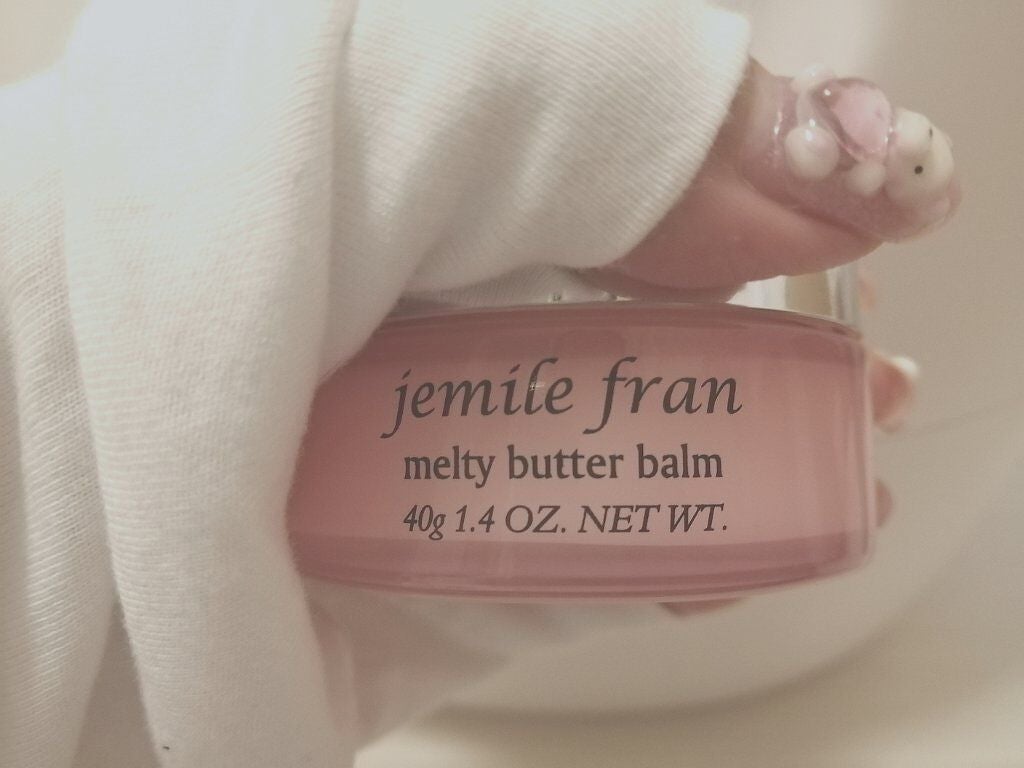 jemile fran
melty butter balm
40g 1.4 OZ. NET WT.